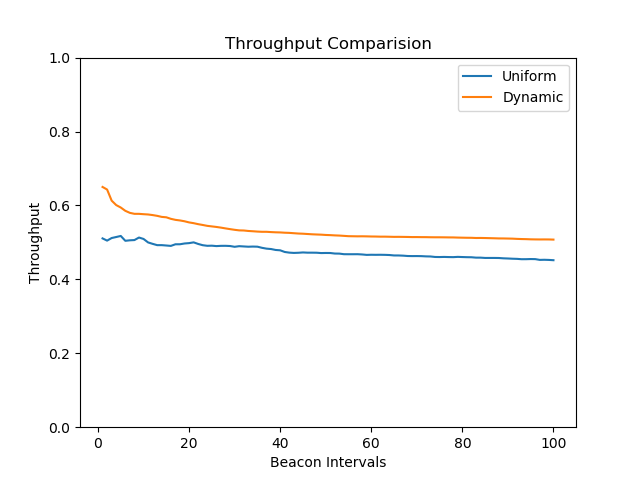 Throughput Comparision
Uniform
Dynamic
1.0
0.8
0.6
0.4
0.2
0.0
Throughput
0 20 40 60 80 100
Beacon Intervals